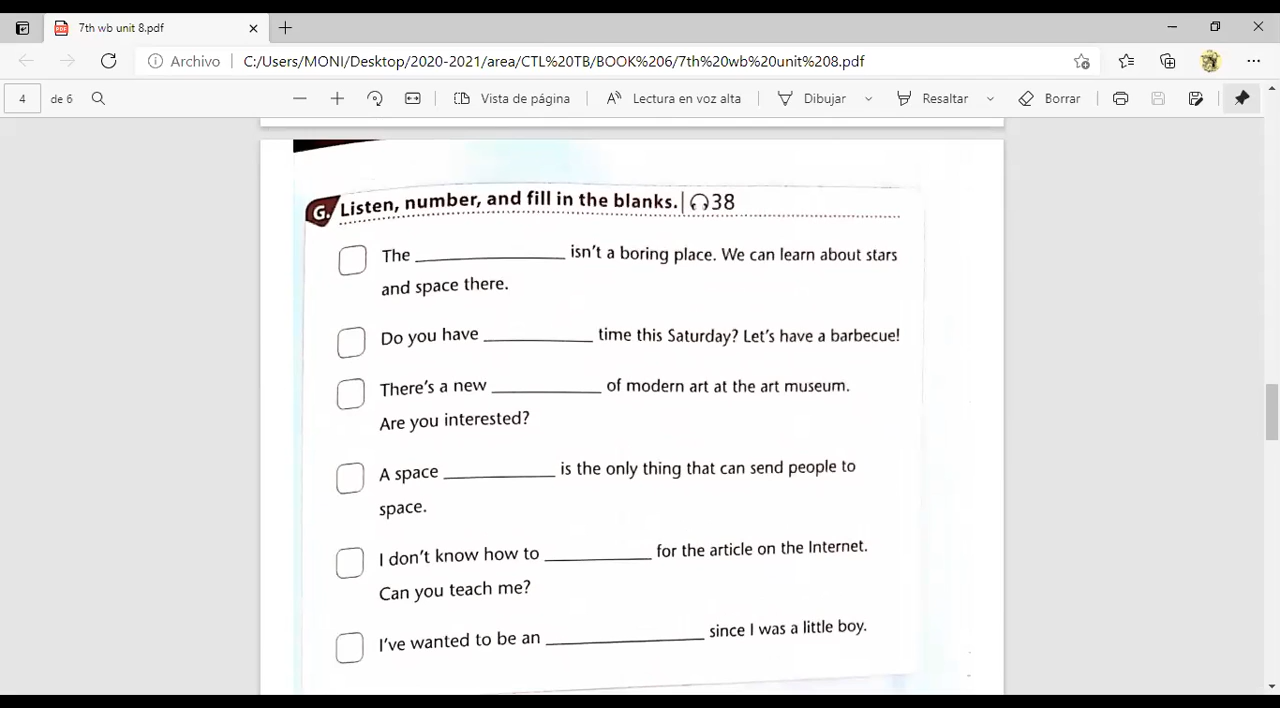 7th wb unit 8.pdf
Archivo C:/Users/MONI/Desktop/2020-2021/area/CTL%20TB/BOOK%206/7th%20wb%20unit%208.pdf
4 de 6 Vista de página Lectura en voz alta Dibujar Resaltar Borrar
G. Listen, number, and fill in the blanks. | 38
The ______________ isn't a boring place. We can learn about stars
and space there.
Do you have __________ time this Saturday? Let's have a barbecue!
There's a new __________ of modern art at the art museum.
Are you interested?
A space __________ is the only thing that can send people to
space.
I don't know how to __________ for the article on the Internet.
Can you teach me?
I've wanted to be an ______________ since I was a little boy.